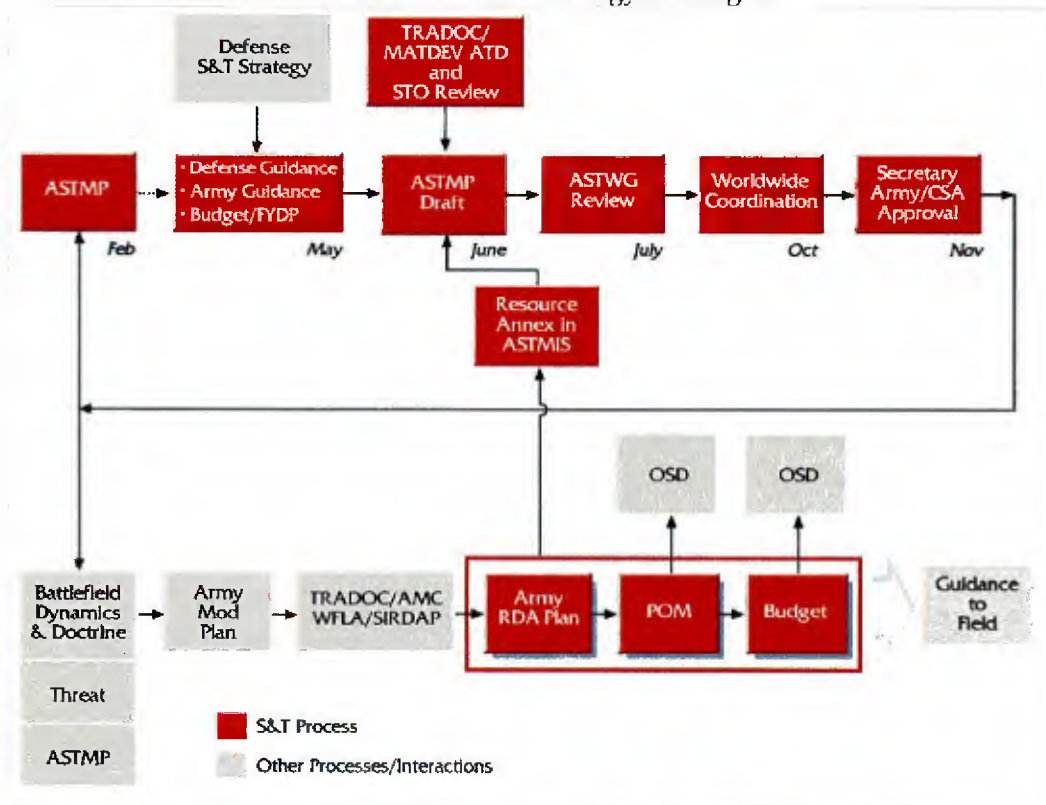 Defense
S&T Strategy
TRADOC/
MATDEV ATD
and
STO Review
ASTMP
• Defense Guidance
• Army Guidance
• Budget/FYDP
ASTMP
Draft
ASTWG
Review
Worldwide
Coordination
Secretary
Army/CSA
Approval
Feb
May
June
July
Oct
Nov
Resource
Annex in
ASTMIS
OSD
OSD
Battlefield
Dynamics
& Doctrine
Army
Mod
Plan
TRADOC/AMC
WFLA/SIRDAP
Army
RDA Plan
POM
Budget
Guidance
to
Field
Threat
ASTMP
S&T Process
Other Processes/Interactions